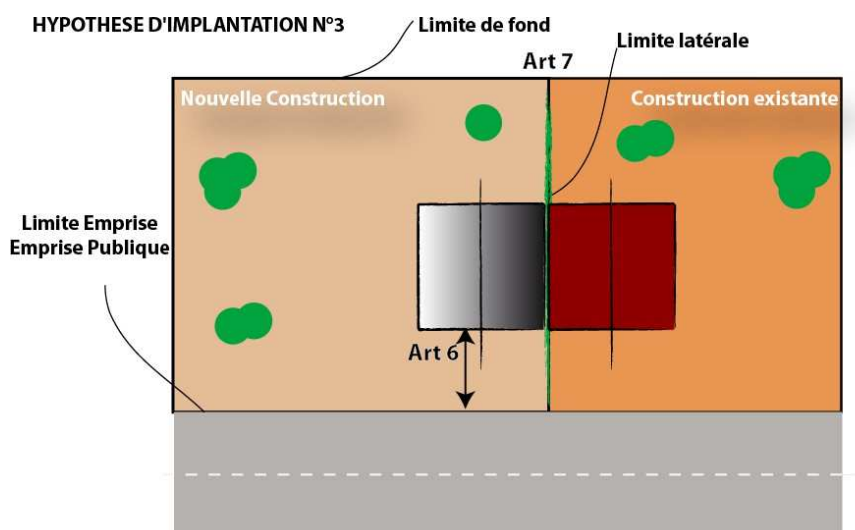 HYPOTHESE D'IMPLANTATION N°3
Limite de fond
Limite latérale
Art 7
Nouvelle Construction
Construction existante
Limite Emprise
Emprise Publique
Art 6